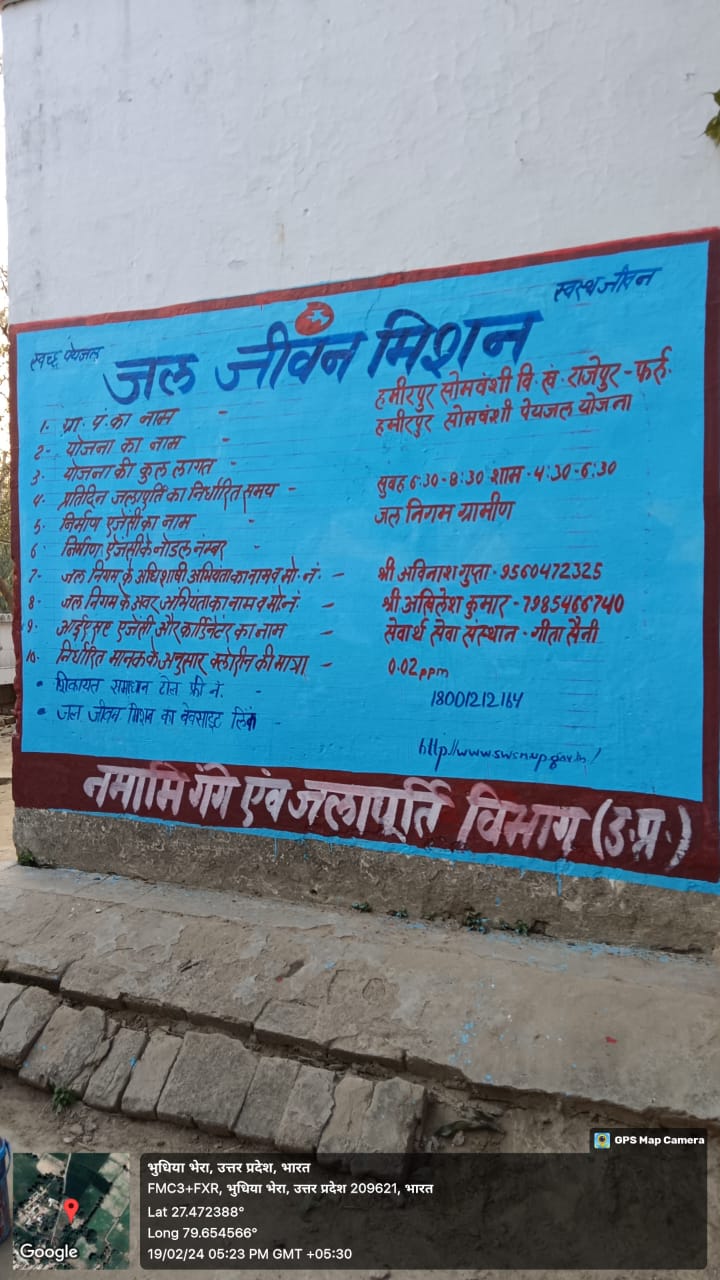 स्वच्छ पेयजल
स्वस्थ जीवन
जल जीवन मिशन
1. ग्रा. पं. का नाम - हमीरपुर सोमवंशी वि. खं. राजेपुर - फर्रु.
2- योजना का नाम - हमीरपुर सोमवंशी पेयजल योजना
3. योजना की कुल लागत -
4. प्रतिदिन जलापूर्ति का निर्धारित समय - सुबह 6:30-8:30 शाम - 4:30-6:30
5. निर्माण एजेंसी का नाम - जल निगम ग्रामीण
6. निर्माण ऐजेंसी के नोडल नम्बर -
7- जल निगम के अधिशाषी अभियंता का नाम व मो. नं. - श्री अविनाश गुप्ता - 9560472325
8- जल निगम के अवर अभियंता का नाम व मो.नं. - श्री अखिलेश कुमार - 7985466740
9. आई एस ए एजेंसी और कार्डिनेटर का नाम - सेवार्थ सेवा संस्थान - गीता सैनी
10. निर्धारित मानक के अनुसार क्लोरीन की मात्रा - 0.02ppm
• शिकायत समाधान टोल फ्री नं. - 18001212164
• जल जीवन मिशन का वेबसाइट लिंक -
http://www.swsmup.gov.in/
नमामि गंगे एंव जलापूर्ति विभाग (उ.प्र.)
GPS Map Camera
भुधिया भेरा, उत्तर प्रदेश, भारत
FMC3+FXR, भुधिया भेरा, उत्तर प्रदेश 209621, भारत
Lat 27.472388°
Long 79.654566°
19/02/24 05:23 PM GMT +05:30
Google